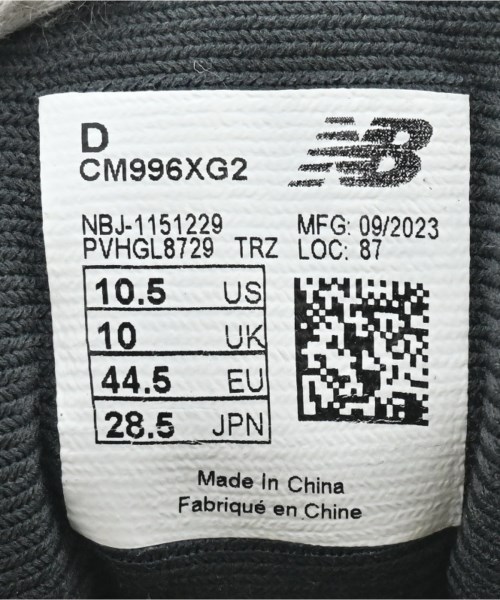 D
CM996XG2
NB
NBJ-1151229 MFG: 09/2023
PVHGL8729 TRZ LOC: 87
10.5 US
10 UK
44.5 EU
28.5 JPN
Made In China
Fabriqué en Chine